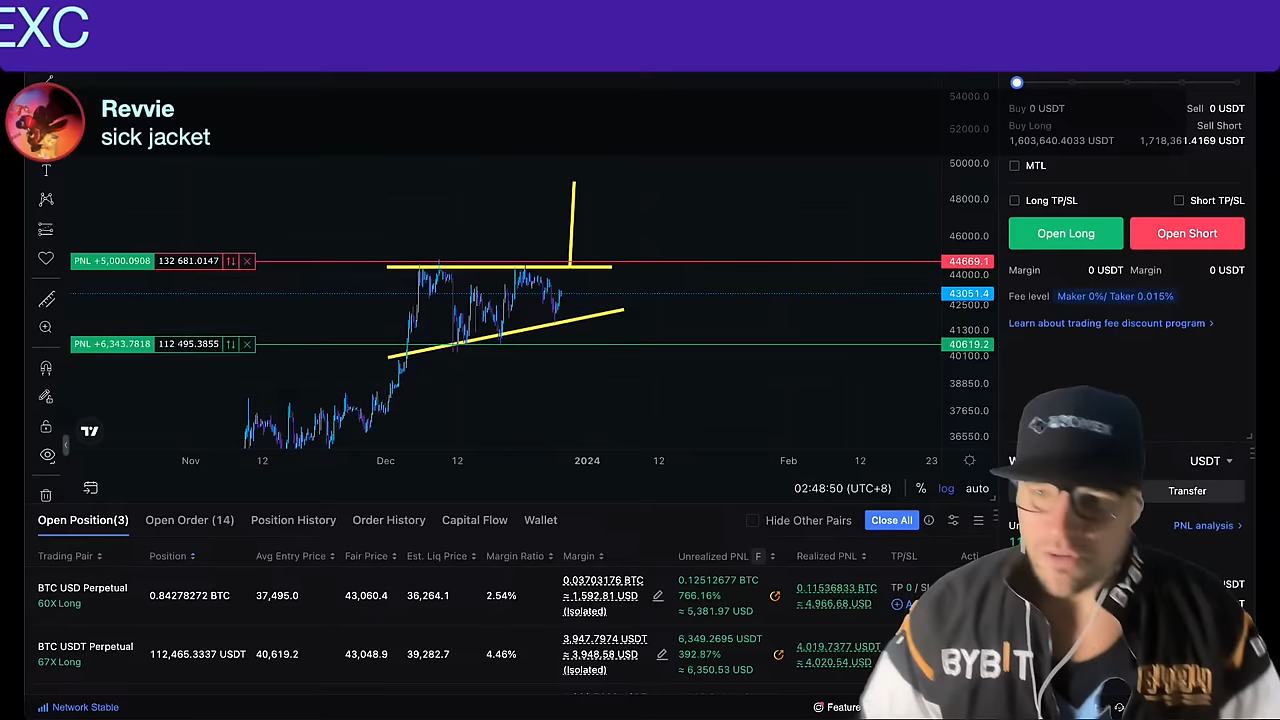 EXC
Revvie
sick jacket
54000.0
52000.0
50000.0
48000.0
46000.0
44669.1
44000.0
43051.4
42500.0
41300.0
40619.2
40100.0
38850.0
37650.0
36550.0
PNL +5,000.0908 132 681.0147
PNL +6,343.7818 112 495.3855
Nov 12 Dec 12 2024 12 Feb 12 23
02:48:50 (UTC+8) % log auto
Buy 0 USDT Sell 0 USDT
Buy Long Sell Short
1,603,640.4033 USDT 1,718,361.4169 USDT
MTL
Long TP/SL Short TP/SL
Open Long Open Short
Margin 0 USDT Margin 0 USDT
Fee level Maker 0%/ Taker 0.015%
Learn about trading fee discount program >
USDT
Transfer
PNL analysis >
Open Position(3) Open Order (14) Position History Order History Capital Flow Wallet Hide Other Pairs Close All
Trading Pair Position Avg Entry Price Fair Price Est. Liq Price Margin Ratio Margin Unrealized PNL F Realized PNL TP/SL Acti
BTC USD Perpetual
60X Long
0.84278272 BTC 37,495.0 43,060.4 36,264.1 2.54%
0.03703176 BTC
≈ 1,592.81 USD
(Isolated)
0.12512677 BTC
766.16%
≈ 5,381.97 USD
0.11536833 BTC
≈ 4,966.68 USD
TP 0 / SL
BTC USDT Perpetual
67X Long
112,465.3337 USDT 40,619.2 43,048.9 39,282.7 4.46%
3,947.7974 USDT
≈ 3,948.58 USD
(Isolated)
6,349.2695 USDT
392.87%
≈ 6,350.53 USD
4,019.7377 USDT
≈ 4,020.54 USD
Network Stable
BYBIT